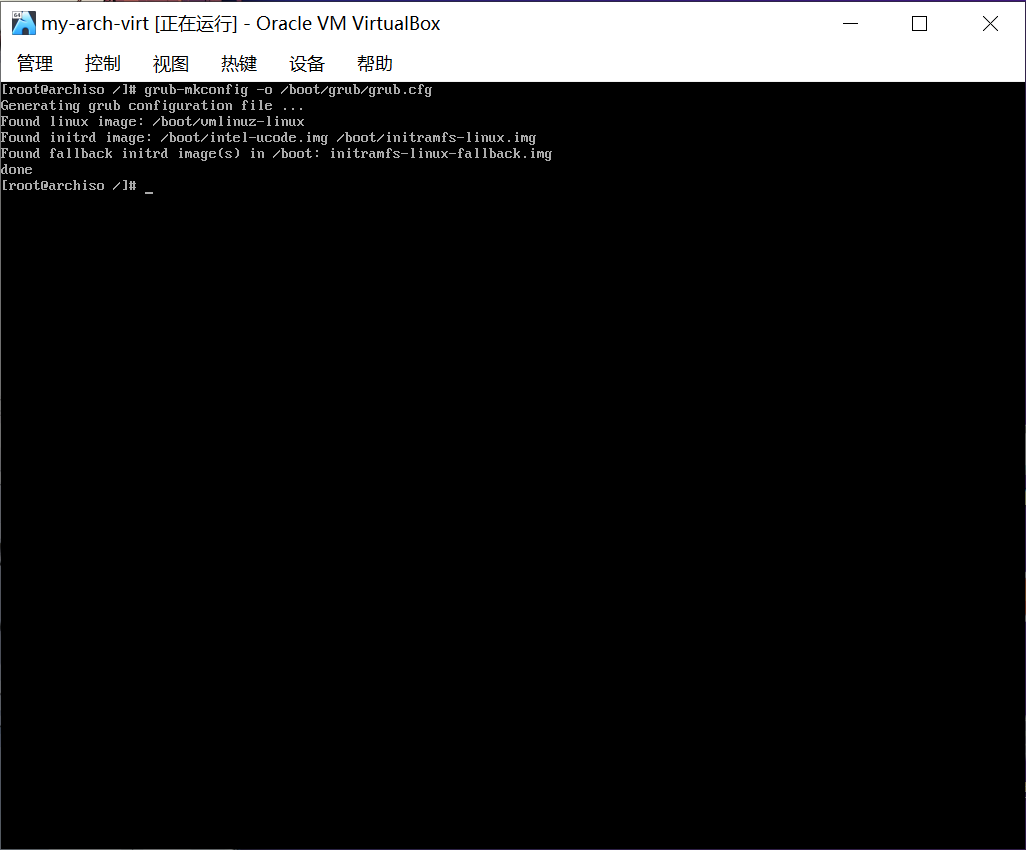 my-arch-virt [正在运行] - Oracle VM VirtualBox
管理 控制 视图 热键 设备 帮助
[root@archiso /]# grub-mkconfig -o /boot/grub/grub.cfg
Generating grub configuration file ...
Found linux image: /boot/vmlinuz-linux
Found initrd image: /boot/intel-ucode.img /boot/initramfs-linux.img
Found fallback initrd image(s) in /boot: initramfs-linux-fallback.img
done
[root@archiso /]# _